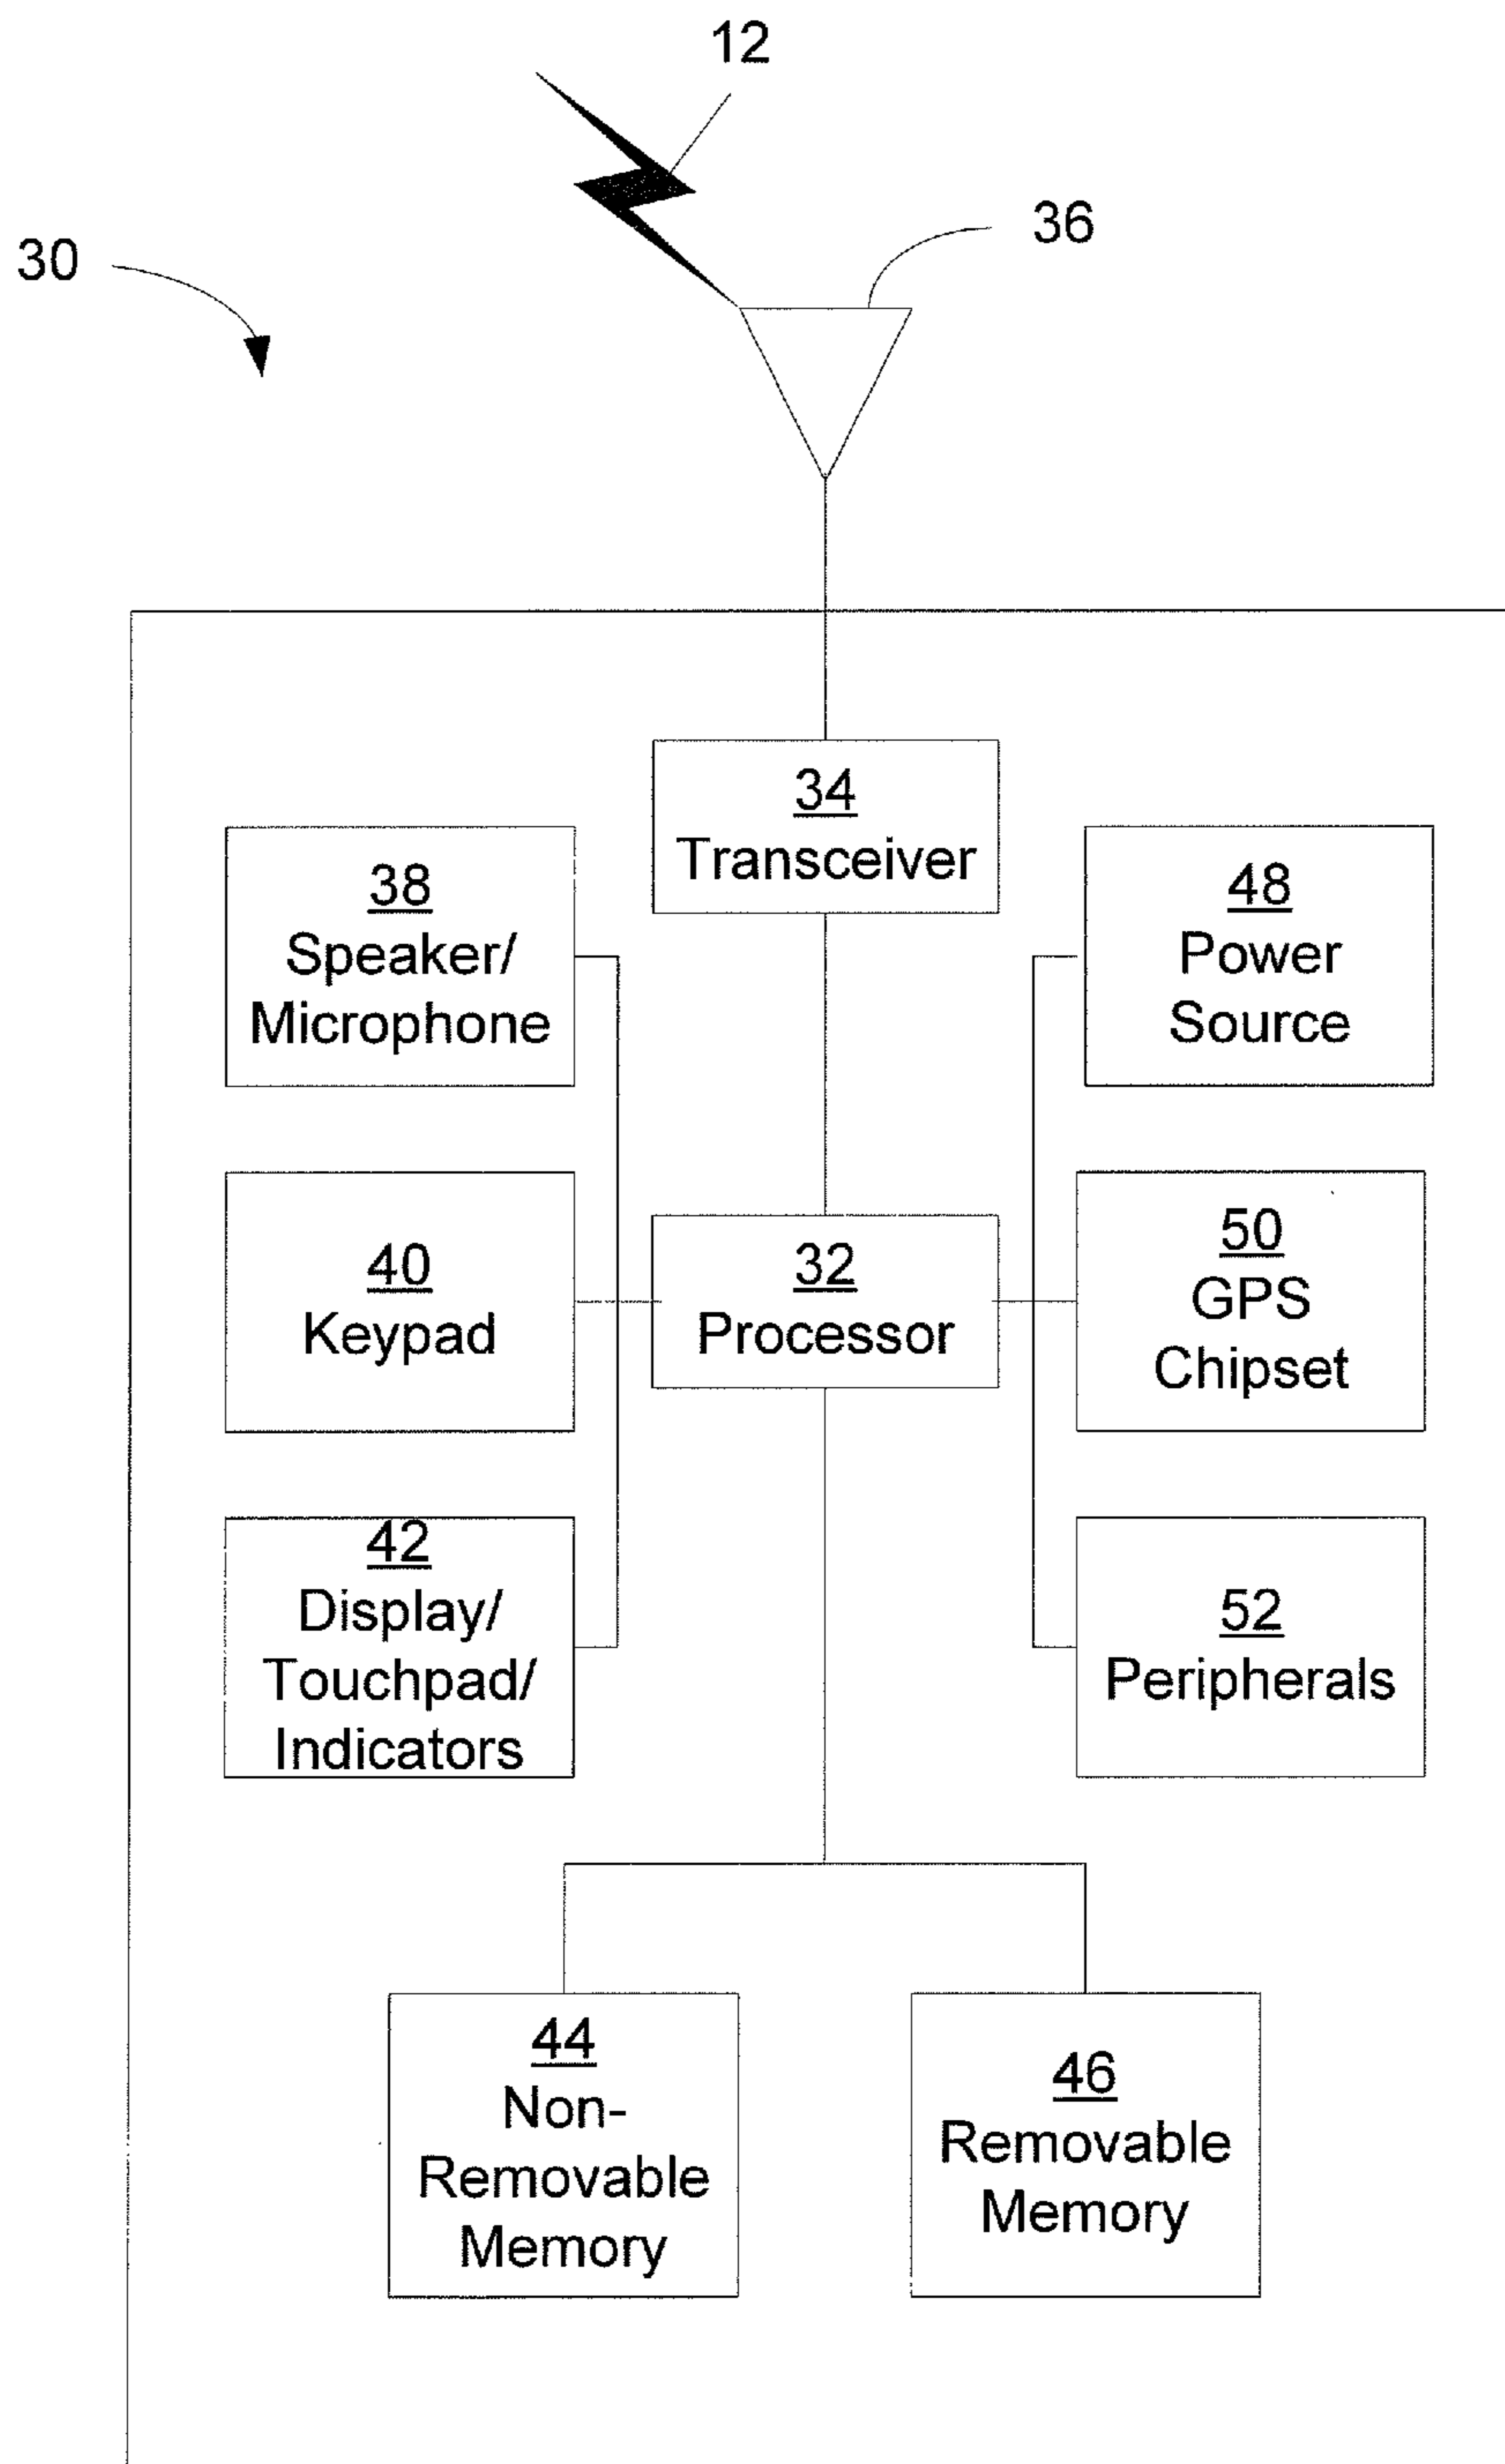 12
36
30
34
Transceiver
38
Speaker/
Microphone
48
Power
Source
40
Keypad
32
Processor
50
GPS
Chipset
42
Display/
Touchpad/
Indicators
52
Peripherals
44
Non-
Removable
Memory
46
Removable
Memory